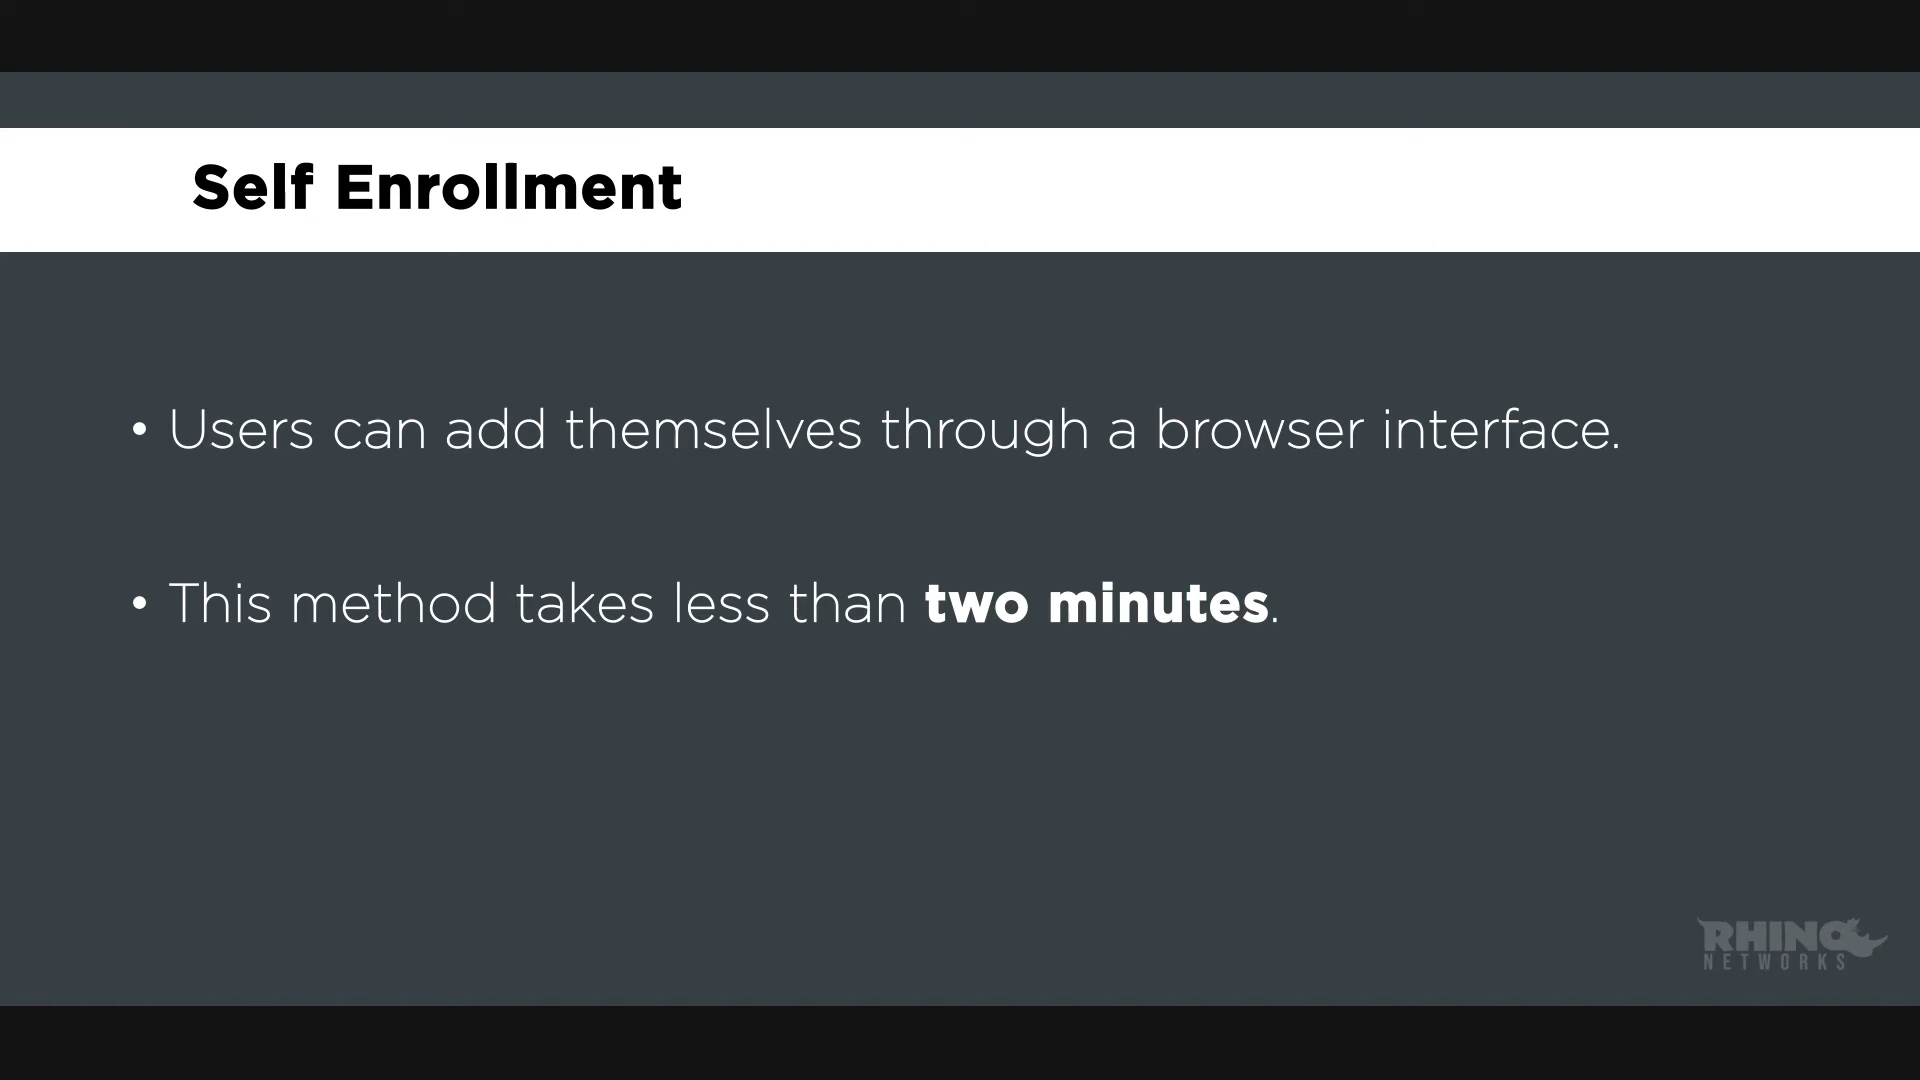 Self Enrollment
• Users can add themselves through a browser interface.
• This method takes less than two minutes.
RHINO
NETWORKS